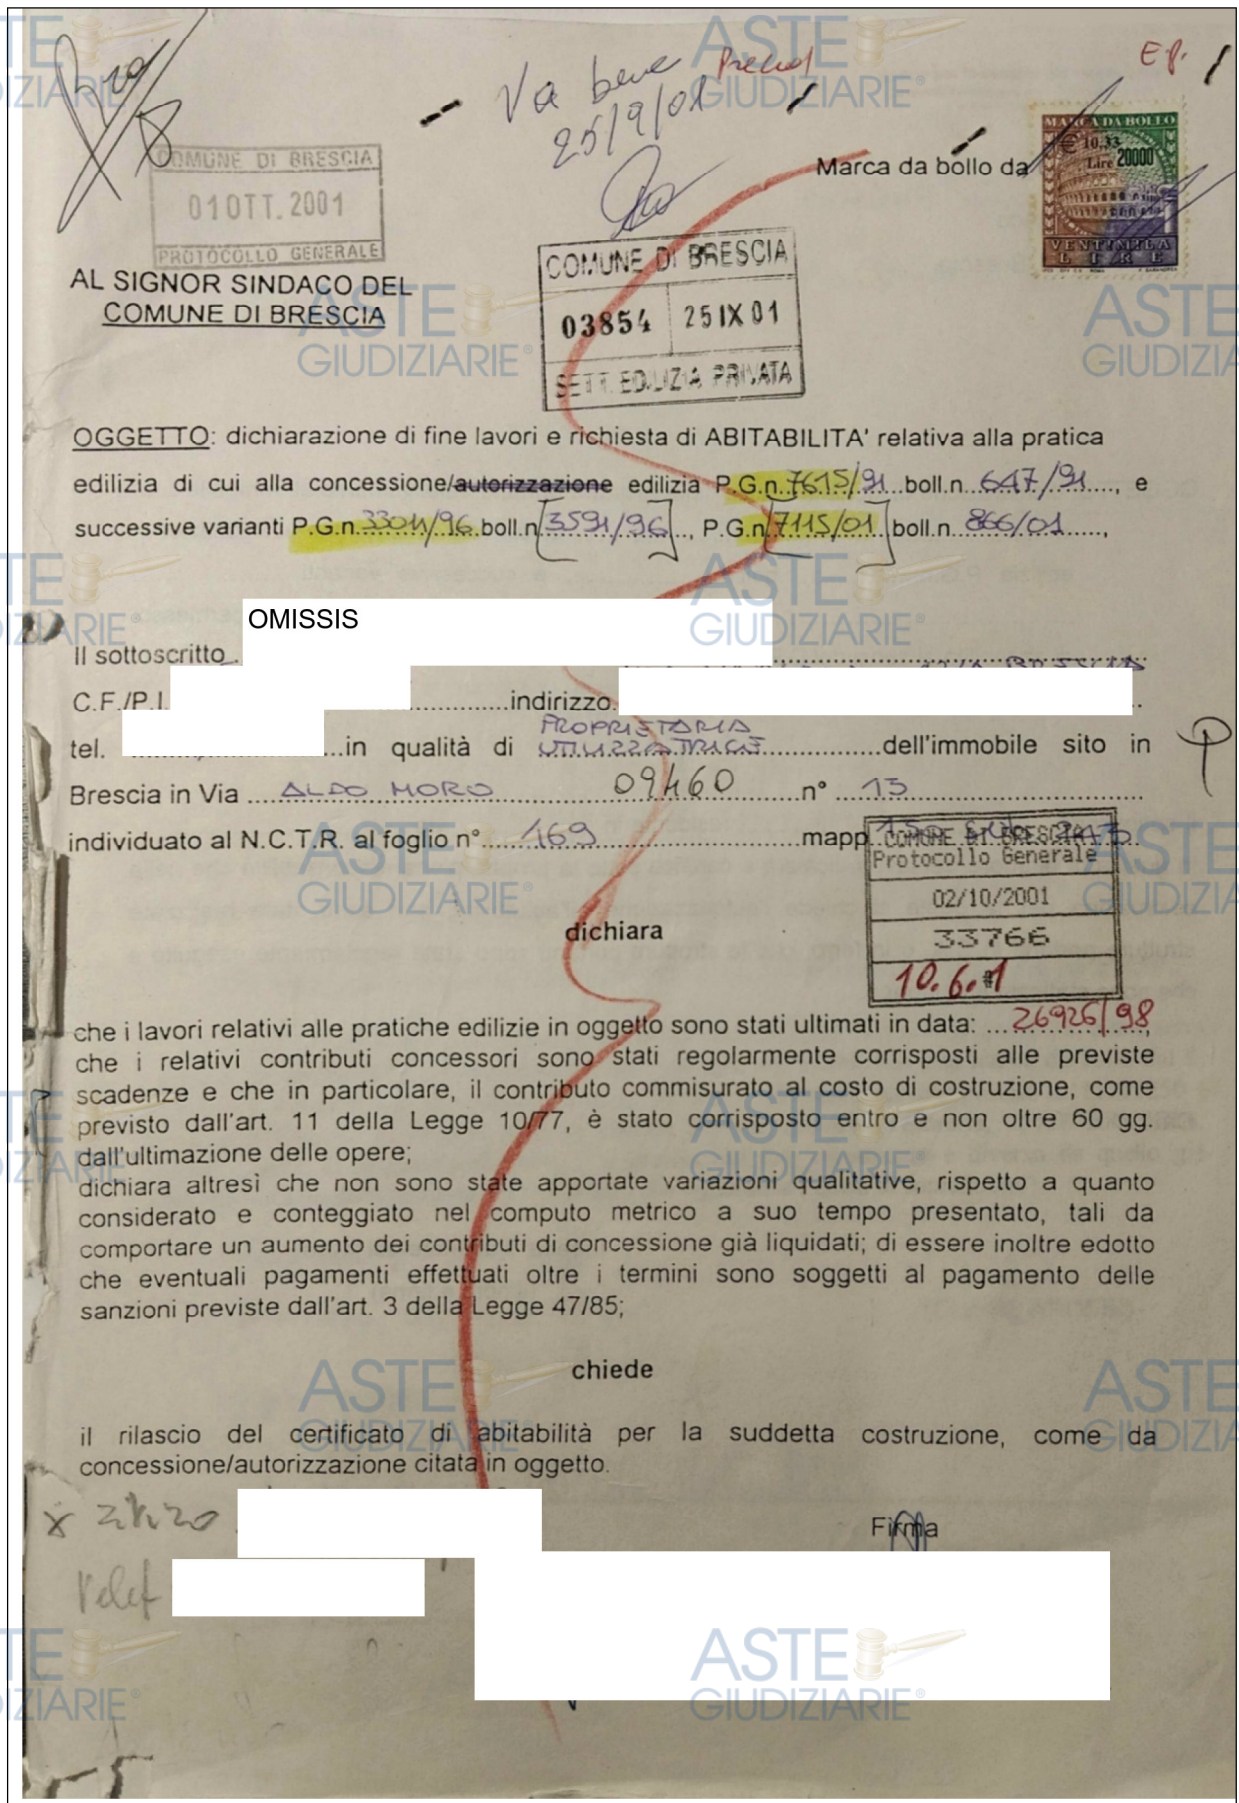 Va bene Preud
25/9/01
E P.
Marca da bollo da
MARCA DA BOLLO
€ 10,33
Lire 20000
VENTIMILA
LIRE
COMUNE DI BRESCIA
01 OTT. 2001
PROTOCOLLO GENERALE
AL SIGNOR SINDACO DEL
COMUNE DI BRESCIA
COMUNE DI BRESCIA
03854 25 IX 01
SETT. EDILIZIA PRIVATA
OGGETTO: dichiarazione di fine lavori e richiesta di ABITABILITA' relativa alla pratica
edilizia di cui alla concessione/autorizzazione edilizia P.G.n. 7615/91 boll.n. 647/91, e
successive varianti P.G.n. 33011/96 boll.n. 3591/96, P.G.n. 7115/01 boll.n. 866/01,
OMISSIS
Il sottoscritto
C.F./P.I. indirizzo
PROPRIETARIA
tel. in qualità di UTILIZZATRICE dell'immobile sito in
Brescia in Via ALDO MORO 09460 n° 13
individuato al N.C.T.R. al foglio n° 169 mapp.
COMUNE DI BRESCIA
Protocollo Generale
02/10/2001
33766
10.6.1
dichiara
che i lavori relativi alle pratiche edilizie in oggetto sono stati ultimati in data: 26926/98,
che i relativi contributi concessori sono stati regolarmente corrisposti alle previste
scadenze e che in particolare, il contributo commisurato al costo di costruzione, come
previsto dall'art. 11 della Legge 10/77, è stato corrisposto entro e non oltre 60 gg.
dall'ultimazione delle opere;
dichiara altresì che non sono state apportate variazioni qualitative, rispetto a quanto
considerato e conteggiato nel computo metrico a suo tempo presentato, tali da
comportare un aumento dei contributi di concessione già liquidati; di essere inoltre edotto
che eventuali pagamenti effettuati oltre i termini sono soggetti al pagamento delle
sanzioni previste dall'art. 3 della Legge 47/85;
chiede
il rilascio del certificato di abitabilità per la suddetta costruzione, come da
concessione/autorizzazione citata in oggetto.
Firma
ASTE
GIUDIZIARIE®